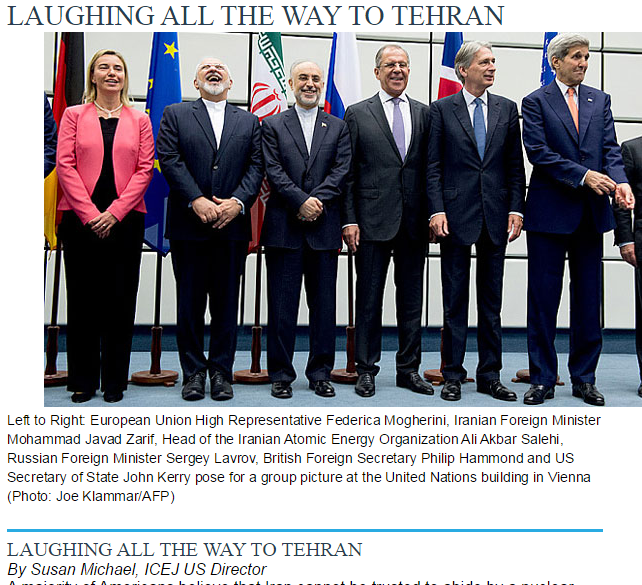 LAUGHING ALL THE WAY TO TEHRAN
Left to Right: European Union High Representative Federica Mogherini, Iranian Foreign Minister
Mohammad Javad Zarif, Head of the Iranian Atomic Energy Organization Ali Akbar Salehi,
Russian Foreign Minister Sergey Lavrov, British Foreign Secretary Philip Hammond and US
Secretary of State John Kerry pose for a group picture at the United Nations building in Vienna
(Photo: Joe Klammar/AFP)
LAUGHING ALL THE WAY TO TEHRAN
By Susan Michael, ICEJ US Director
A majority of Americans believe that Iran cannot be trusted to abide by a nuclear